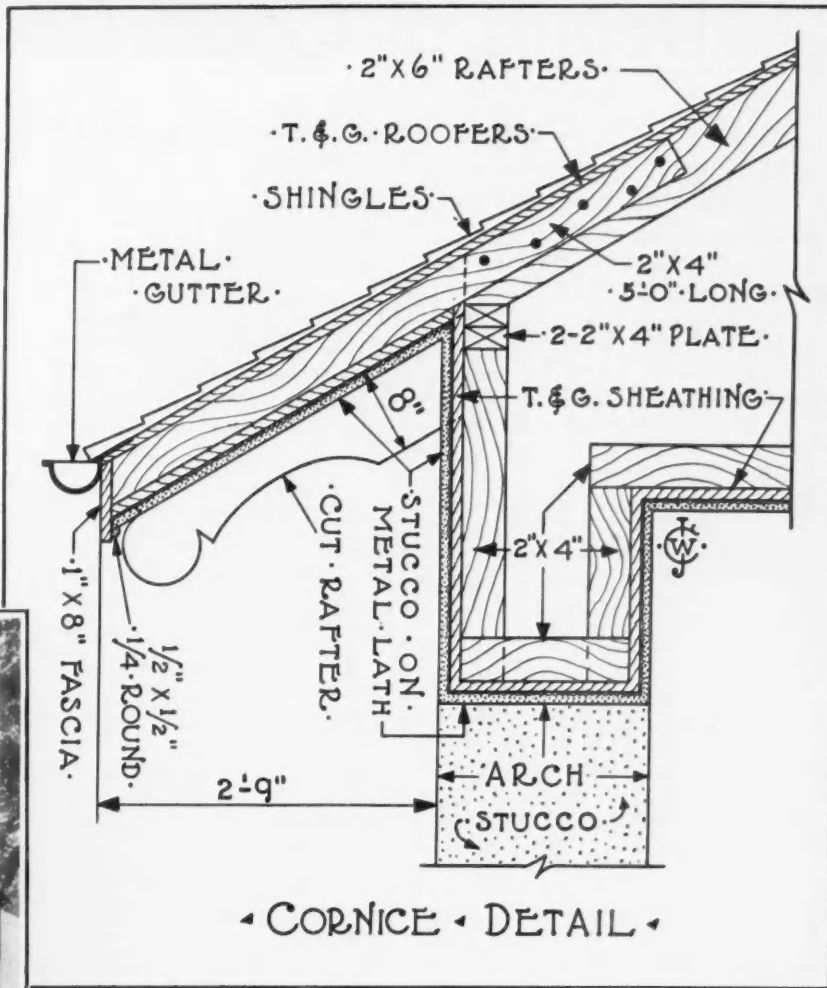 · 2" X 6" RAFTERS ·
· T. & G. · ROOFERS ·
· SHINGLES ·
· METAL ·
· GUTTER ·
2" X 4"
5'-0" · LONG ·
· 2-2" X 4" PLATE ·
8"
T. & G. SHEATHING ·
· STUCCO · ON ·
METAL · LATH
· CUT · RAFTER ·
2" X 4"
JCW
· 1" X 8" FASCIA ·
1/2" X 1/2"
1/4 · ROUND ·
2'-9"
ARCH
· STUCCO ·
CORNICE DETAIL